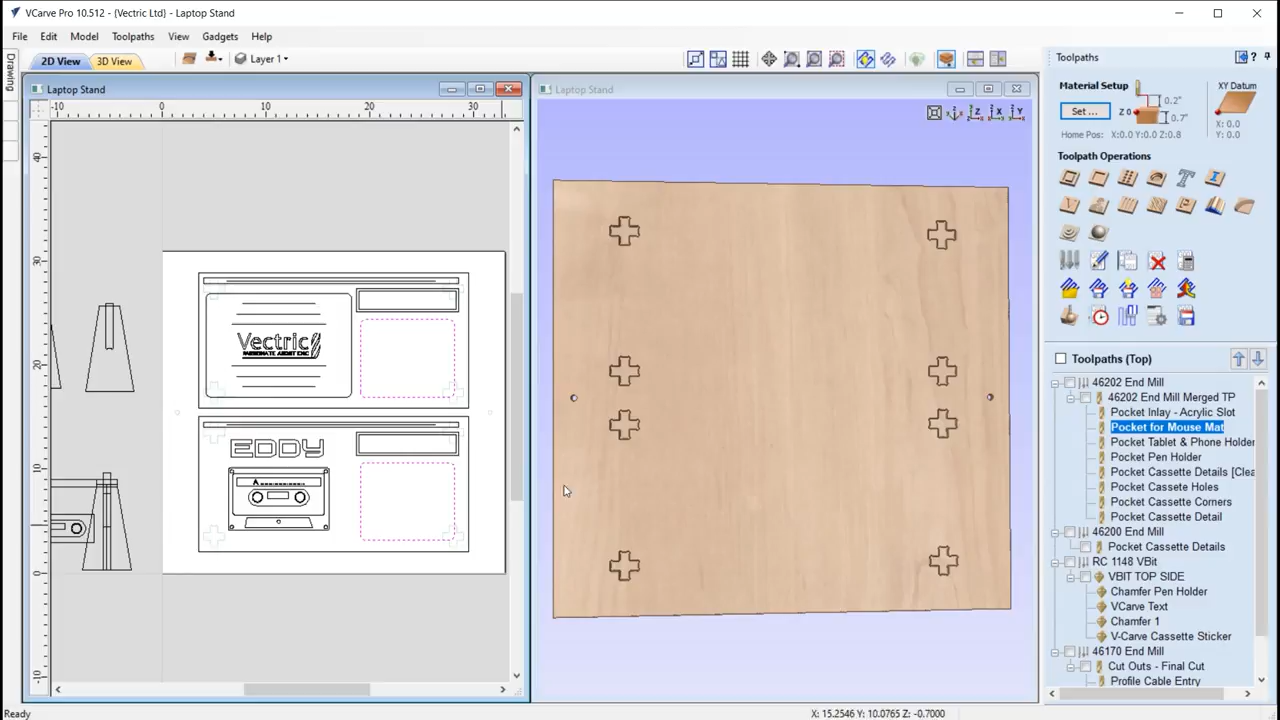 VCarve Pro 10.512 - {Vectric Ltd} - Laptop Stand
File Edit Model Toolpaths View Gadgets Help
2D View 3D View Layer 1
Drawing
Laptop Stand
-10 0 10 20 30
40
30
20
10
0
-10
Vectric
PASSIONATE ABOUT CNC
EDDY
A
Laptop Stand
Z X Y
Toolpaths
Material Setup
Set ...
Z 0
0.2"
0.7"
Home Pos: X:0.0 Y:0.0 Z:0.8
XY Datum
X: 0.0
Y: 0.0
Toolpath Operations
Toolpaths (Top)
46202 End Mill
46202 End Mill Merged TP
Pocket Inlay - Acrylic Slot
Pocket for Mouse Mat
Pocket Tablet & Phone Holder
Pocket Pen Holder
Pocket Cassette Details [Clea
Pocket Cassete Holes
Pocket Cassette Corners
Pocket Cassette Detail
46200 End Mill
Pocket Cassette Details
RC 1148 VBit
VBIT TOP SIDE
Chamfer Pen Holder
VCarve Text
Chamfer 1
V-Carve Cassette Sticker
46170 End Mill
Cut Outs - Final Cut
Profile Cable Entry
Ready
X: 15.2546 Y: 10.0765 Z: -0.7000